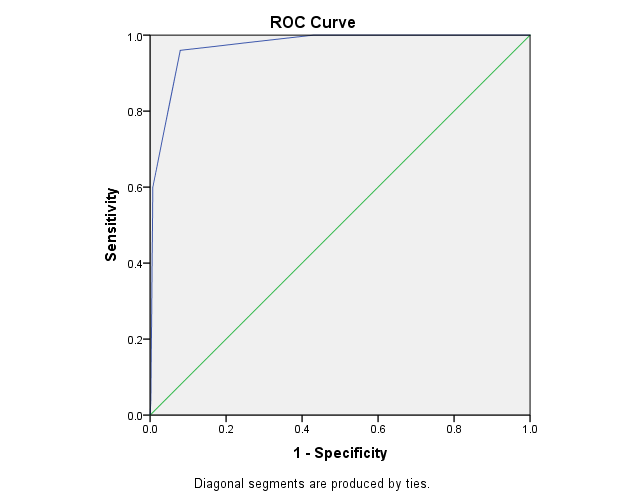 ROC Curve
1.0
0.8
0.6
0.4
0.2
0.0
Sensitivity
0.0 0.2 0.4 0.6 0.8 1.0
1 - Specificity
Diagonal segments are produced by ties.